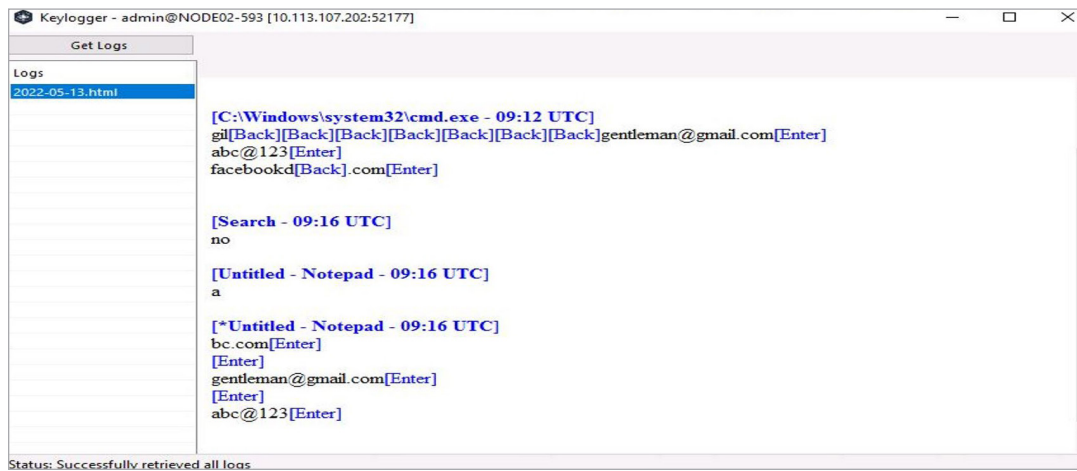 Keylogger - admin@NODE02-593 [10.113.107.202:52177]
Get Logs
Logs
2022-05-13.html
[C:\Windows\system32\cmd.exe - 09:12 UTC]
gil[Back][Back][Back][Back][Back][Back][Back]gentleman@gmail.com[Enter]
abc@123[Enter]
facebookd[Back].com[Enter]
[Search - 09:16 UTC]
no
[Untitled - Notepad - 09:16 UTC]
a
[*Untitled - Notepad - 09:16 UTC]
bc.com[Enter]
[Enter]
gentleman@gmail.com[Enter]
[Enter]
abc@123[Enter]
Status: Successfully retrieved all logs